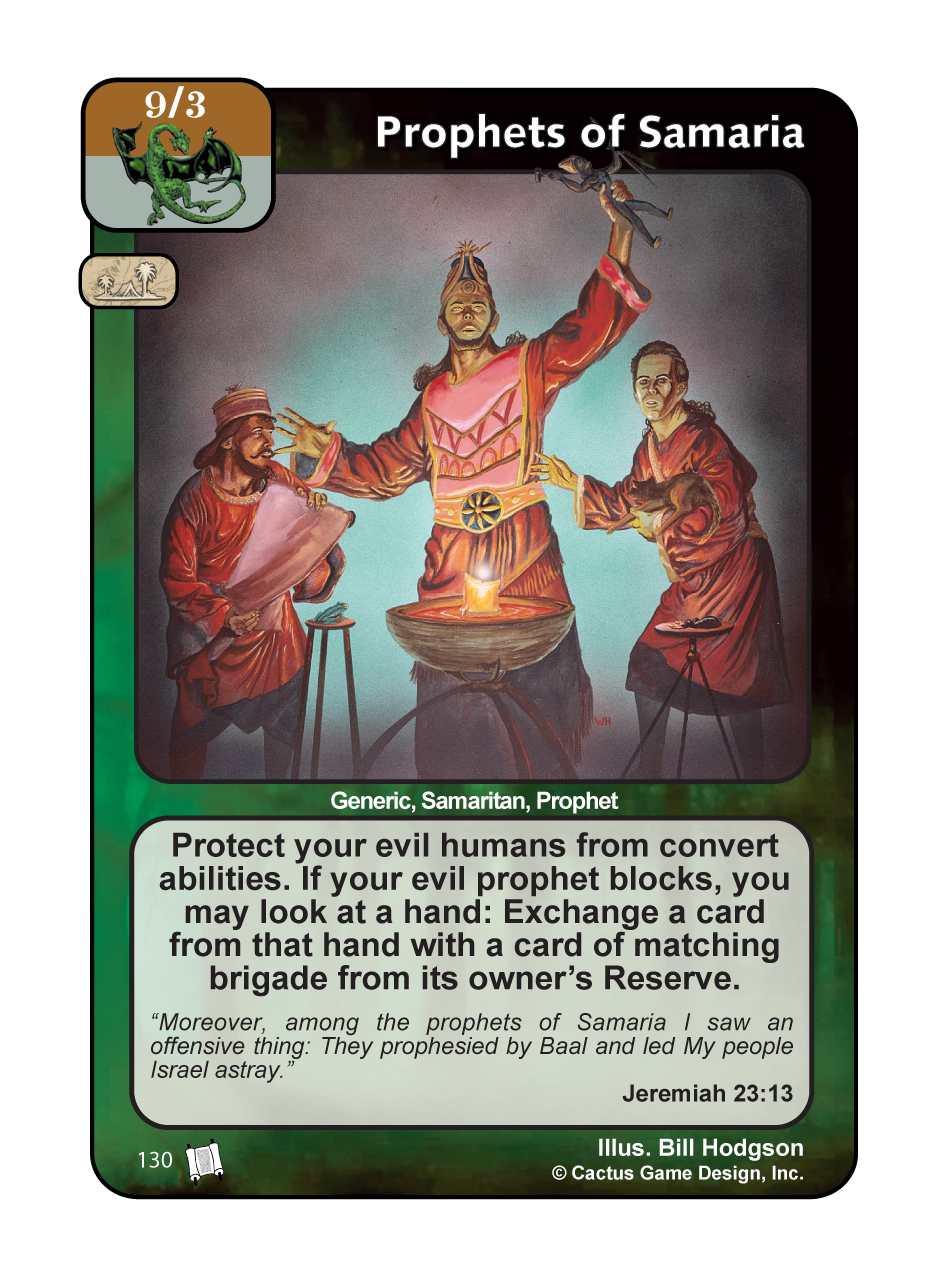 9/3
Prophets of Samaria
WH
Generic, Samaritan, Prophet
Protect your evil humans from convert
abilities. If your evil prophet blocks, you
may look at a hand: Exchange a card
from that hand with a card of matching
brigade from its owner’s Reserve.
“Moreover, among the prophets of Samaria I saw an
offensive thing: They prophesied by Baal and led My people
Israel astray.”
Jeremiah 23:13
130
Illus. Bill Hodgson
© Cactus Game Design, Inc.